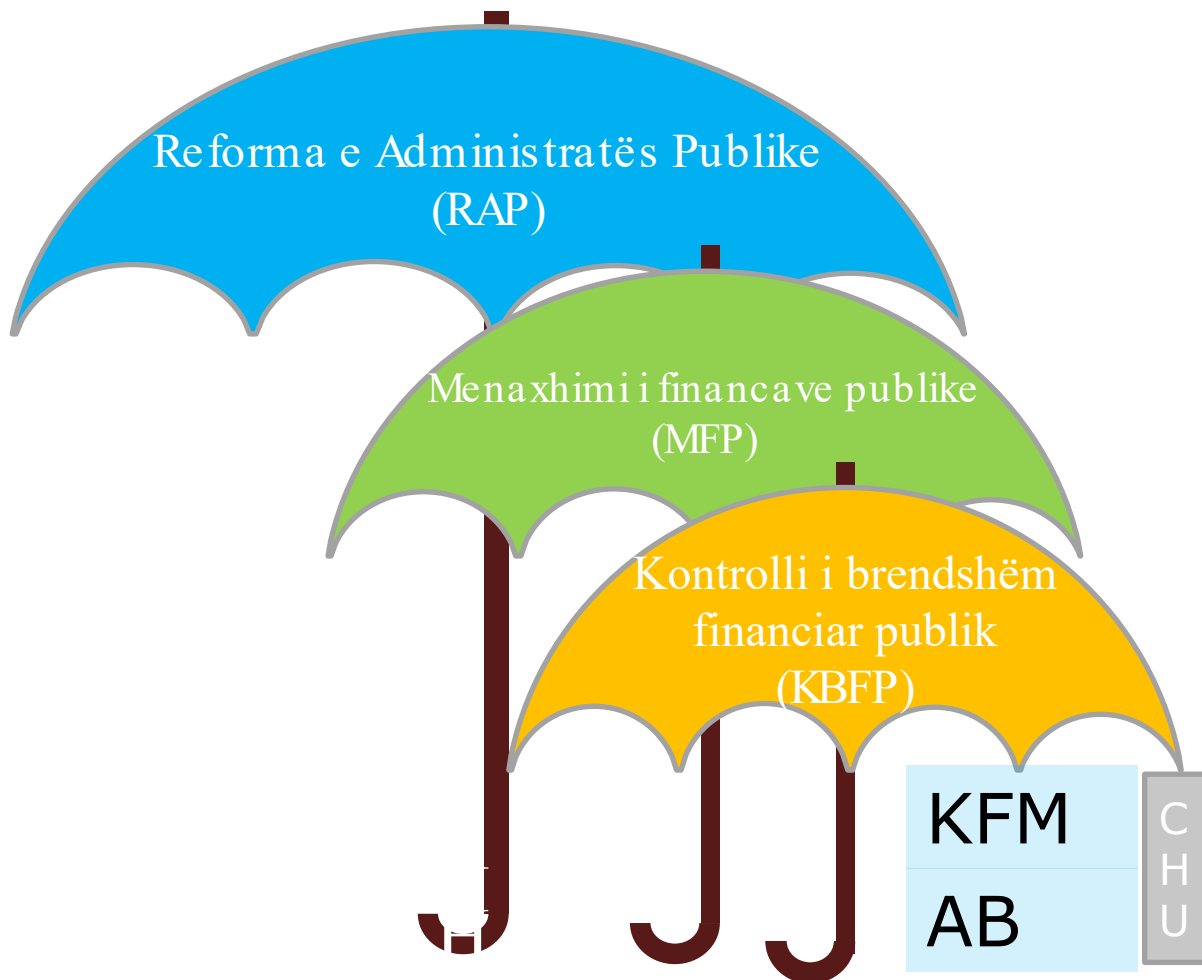 Reforma e Administratës Publike
(RAP)
Menaxhimi i financave publike
(MFP)
Kontrolli i brendshëm
financiar publik
(KBFP)
KFM
AB
C
H
U